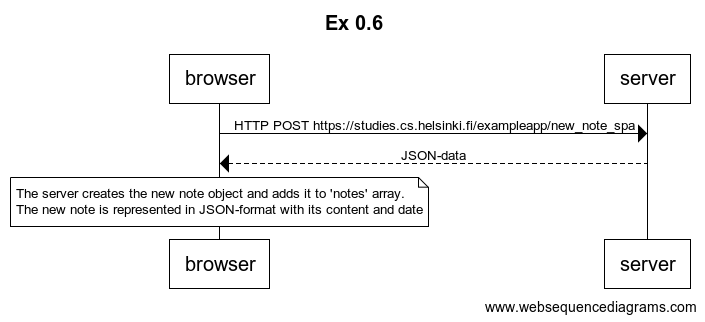 Ex 0.6
browser
server
HTTP POST https://studies.cs.helsinki.fi/exampleapp/new_note_spa
JSON-data
The server creates the new note object and adds it to 'notes' array.
The new note is represented in JSON-format with its content and date
browser
server
www.websequencediagrams.com